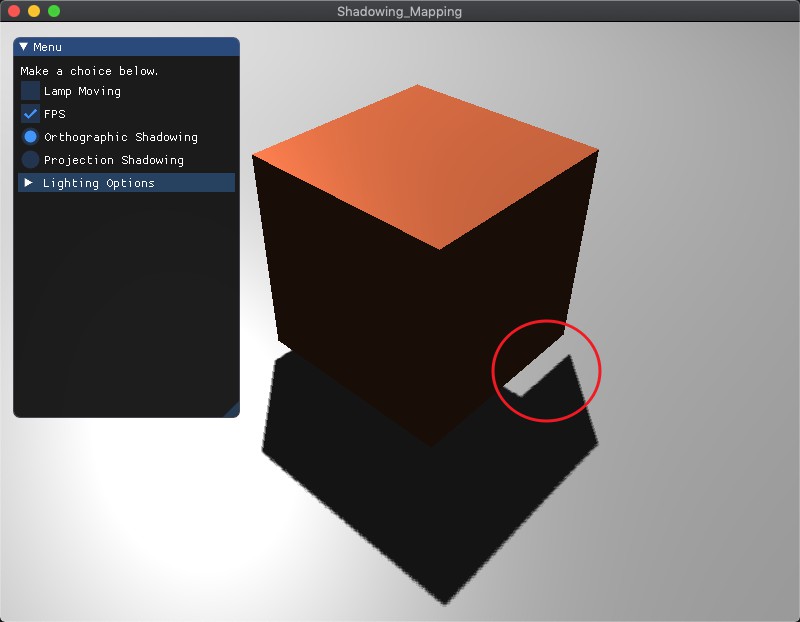 Shadowing_Mapping
Menu
Make a choice below.
Lamp Moving
FPS
Orthographic Shadowing
Projection Shadowing
Lighting Options